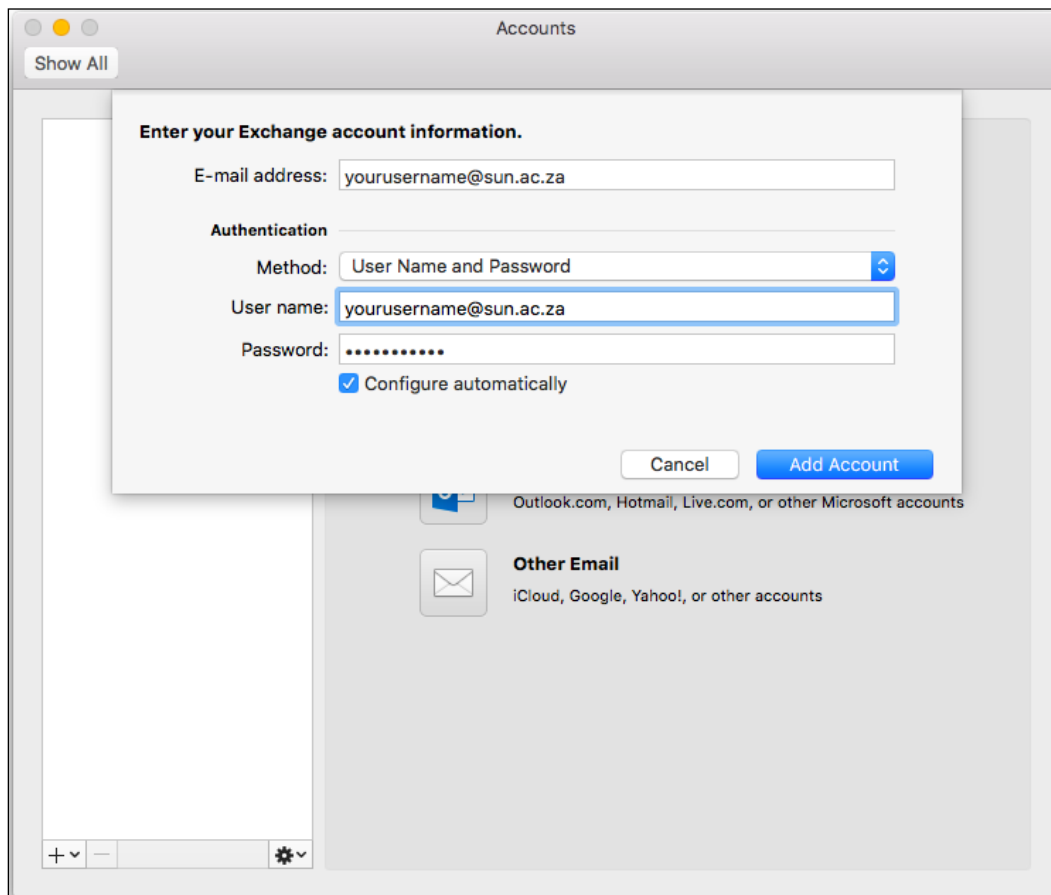 Accounts
Show All
Enter your Exchange account information.
E-mail address: yourusername@sun.ac.za
Authentication
Method: User Name and Password
User name: yourusername@sun.ac.za
Password: •••••••••••
Configure automatically
Cancel Add Account
Outlook.com, Hotmail, Live.com, or other Microsoft accounts
Other Email
iCloud, Google, Yahoo!, or other accounts